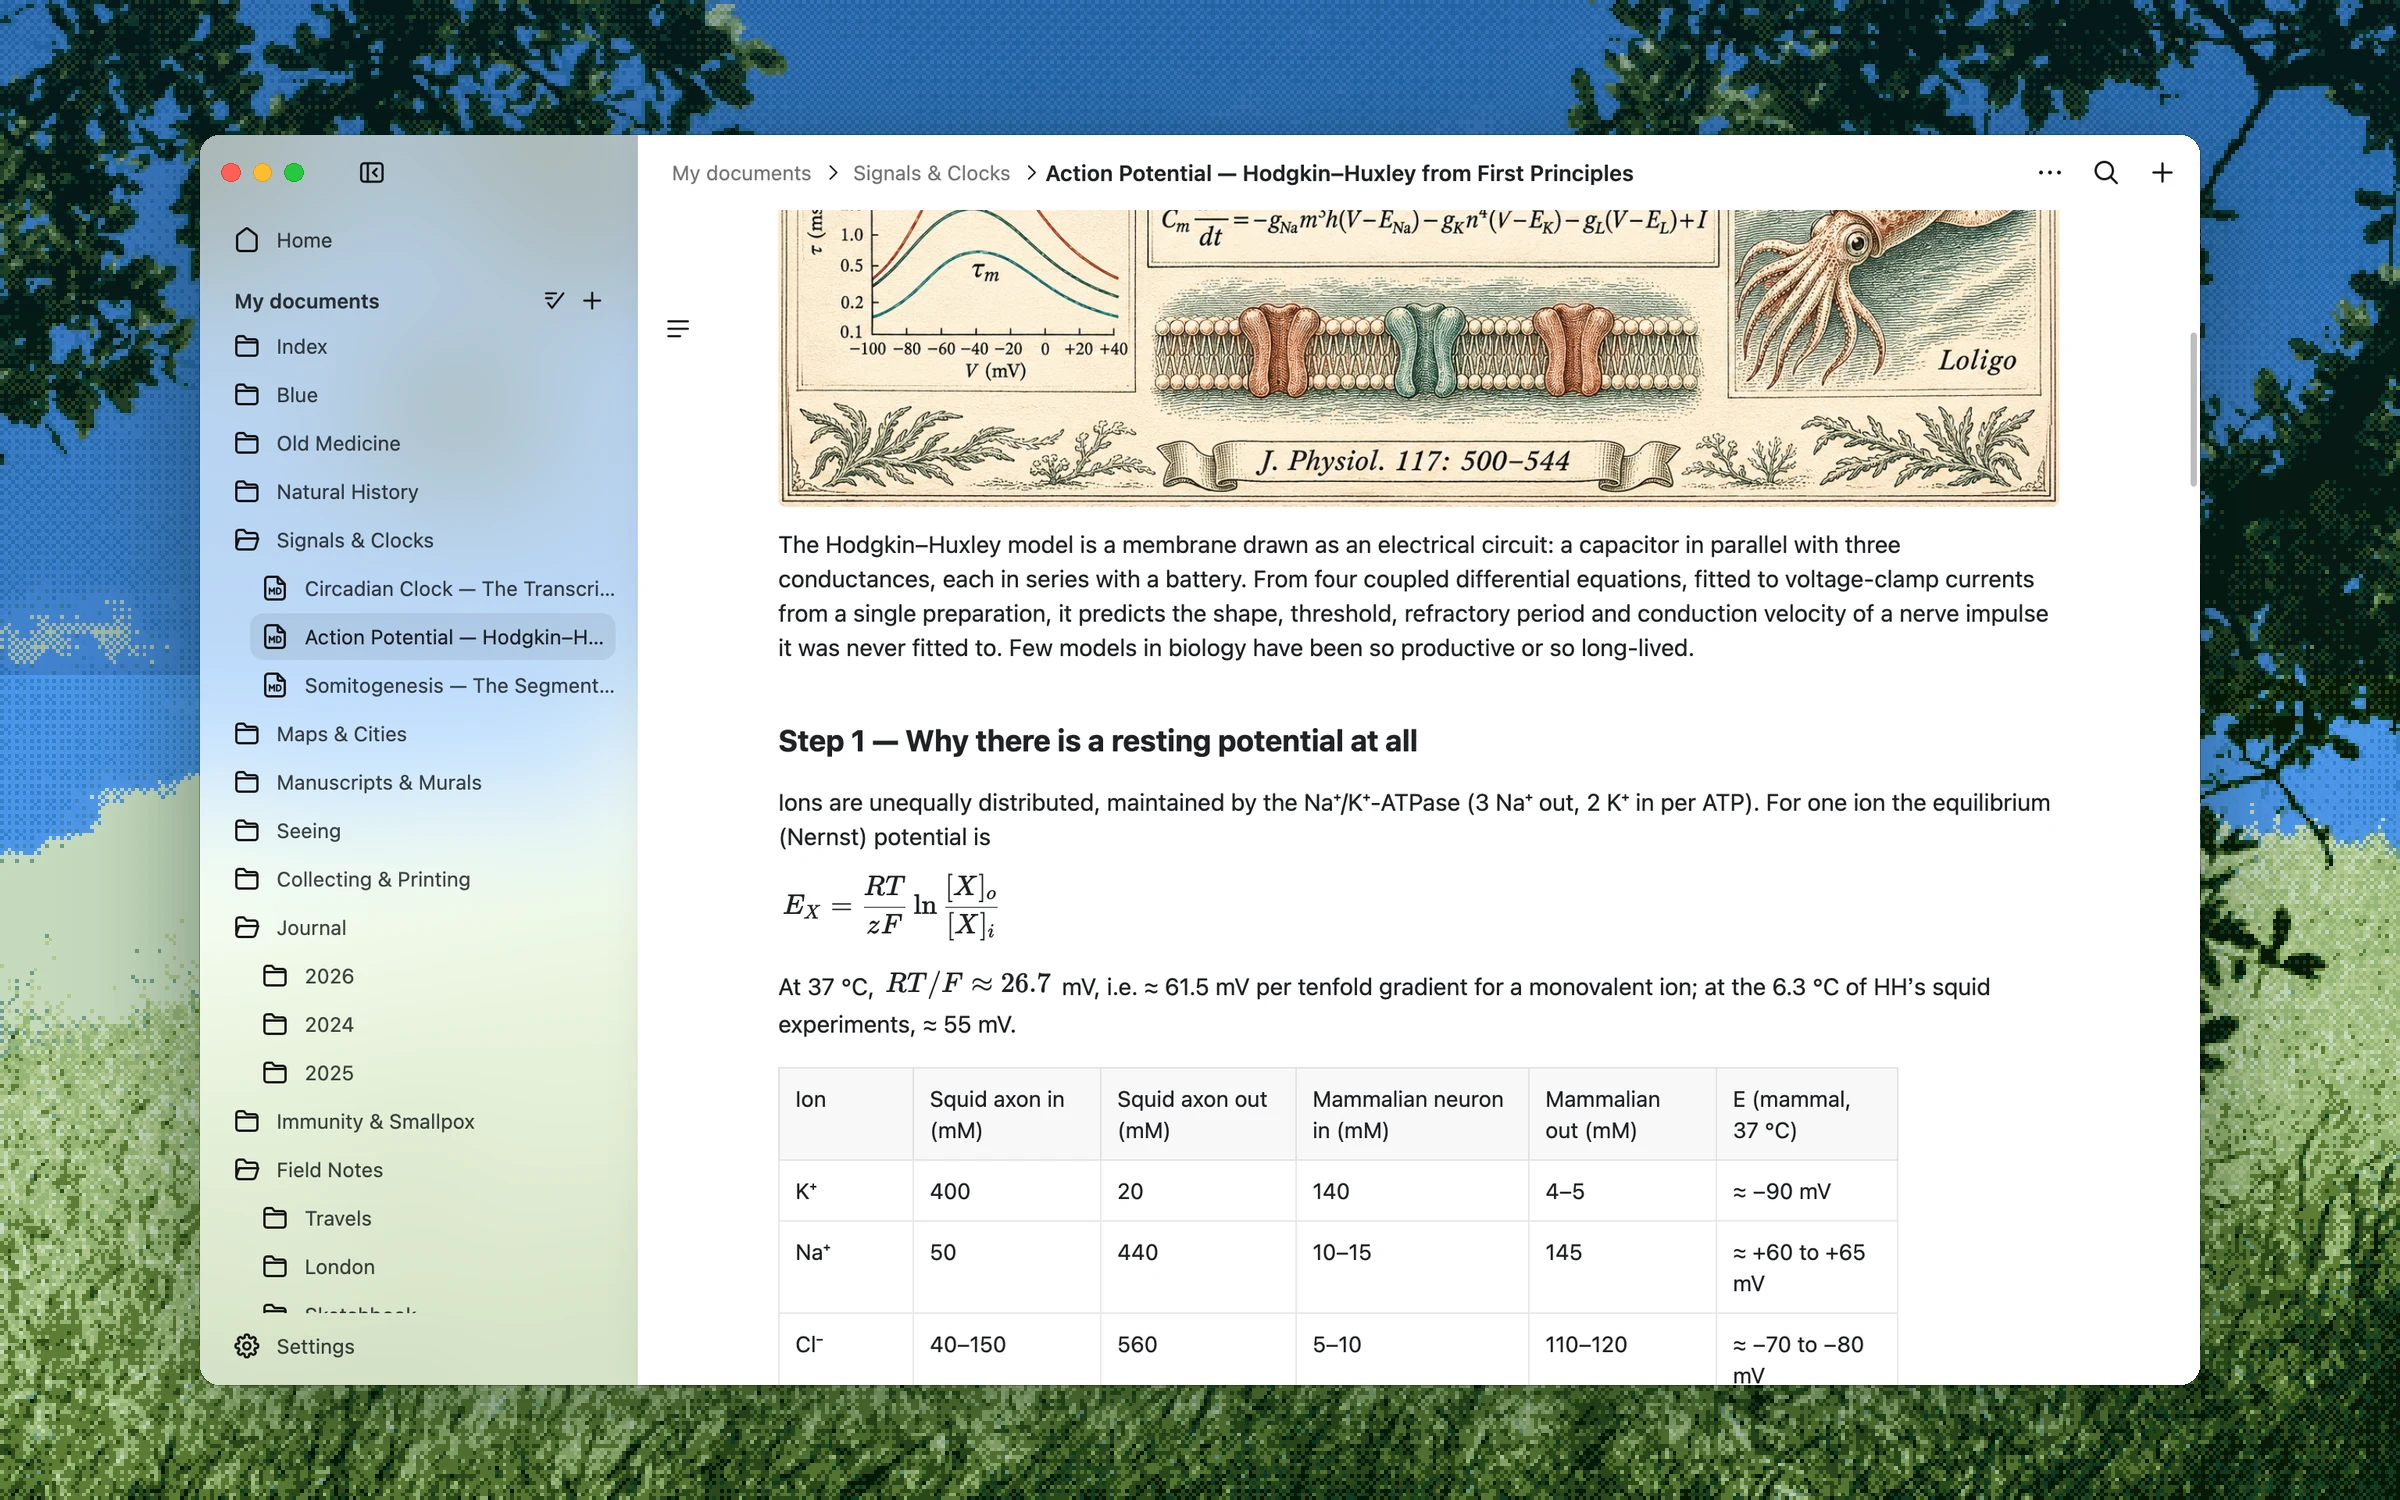 My documents > Signals & Clocks > Action Potential — Hodgkin–Huxley from First Principles
Home
My documents
Index
Blue
Old Medicine
Natural History
Signals & Clocks
Circadian Clock — The Transcri...
Action Potential — Hodgkin–H...
Somitogenesis — The Segment...
Maps & Cities
Manuscripts & Murals
Seeing
Collecting & Printing
Journal
2026
2024
2025
Immunity & Smallpox
Field Notes
Travels
London
Settings
τ (ms
1.0
0.5
0.2
0.1
τm
−100 −80 −60 −40 −20 0 +20 +40
V (mV)
Cm /dt = −gNa m³h(V−ENa) − gK n⁴(V−EK) − gL(V−EL) + I
Loligo
J. Physiol. 117: 500–544
The Hodgkin–Huxley model is a membrane drawn as an electrical circuit: a capacitor in parallel with three
conductances, each in series with a battery. From four coupled differential equations, fitted to voltage-clamp currents
from a single preparation, it predicts the shape, threshold, refractory period and conduction velocity of a nerve impulse
it was never fitted to. Few models in biology have been so productive or so long-lived.
Step 1 — Why there is a resting potential at all
Ions are unequally distributed, maintained by the Na⁺/K⁺-ATPase (3 Na⁺ out, 2 K⁺ in per ATP). For one ion the equilibrium
(Nernst) potential is
E_X = RT/zF ln [X]o/[X]i
At 37 °C, RT/F ≈ 26.7 mV, i.e. ≈ 61.5 mV per tenfold gradient for a monovalent ion; at the 6.3 °C of HH’s squid
experiments, ≈ 55 mV.
Ion | Squid axon in (mM) | Squid axon out (mM) | Mammalian neuron in (mM) | Mammalian out (mM) | E (mammal, 37 °C)
K⁺ | 400 | 20 | 140 | 4–5 | ≈ −90 mV
Na⁺ | 50 | 440 | 10–15 | 145 | ≈ +60 to +65 mV
Cl⁻ | 40–150 | 560 | 5–10 | 110–120 | ≈ −70 to −80 mV